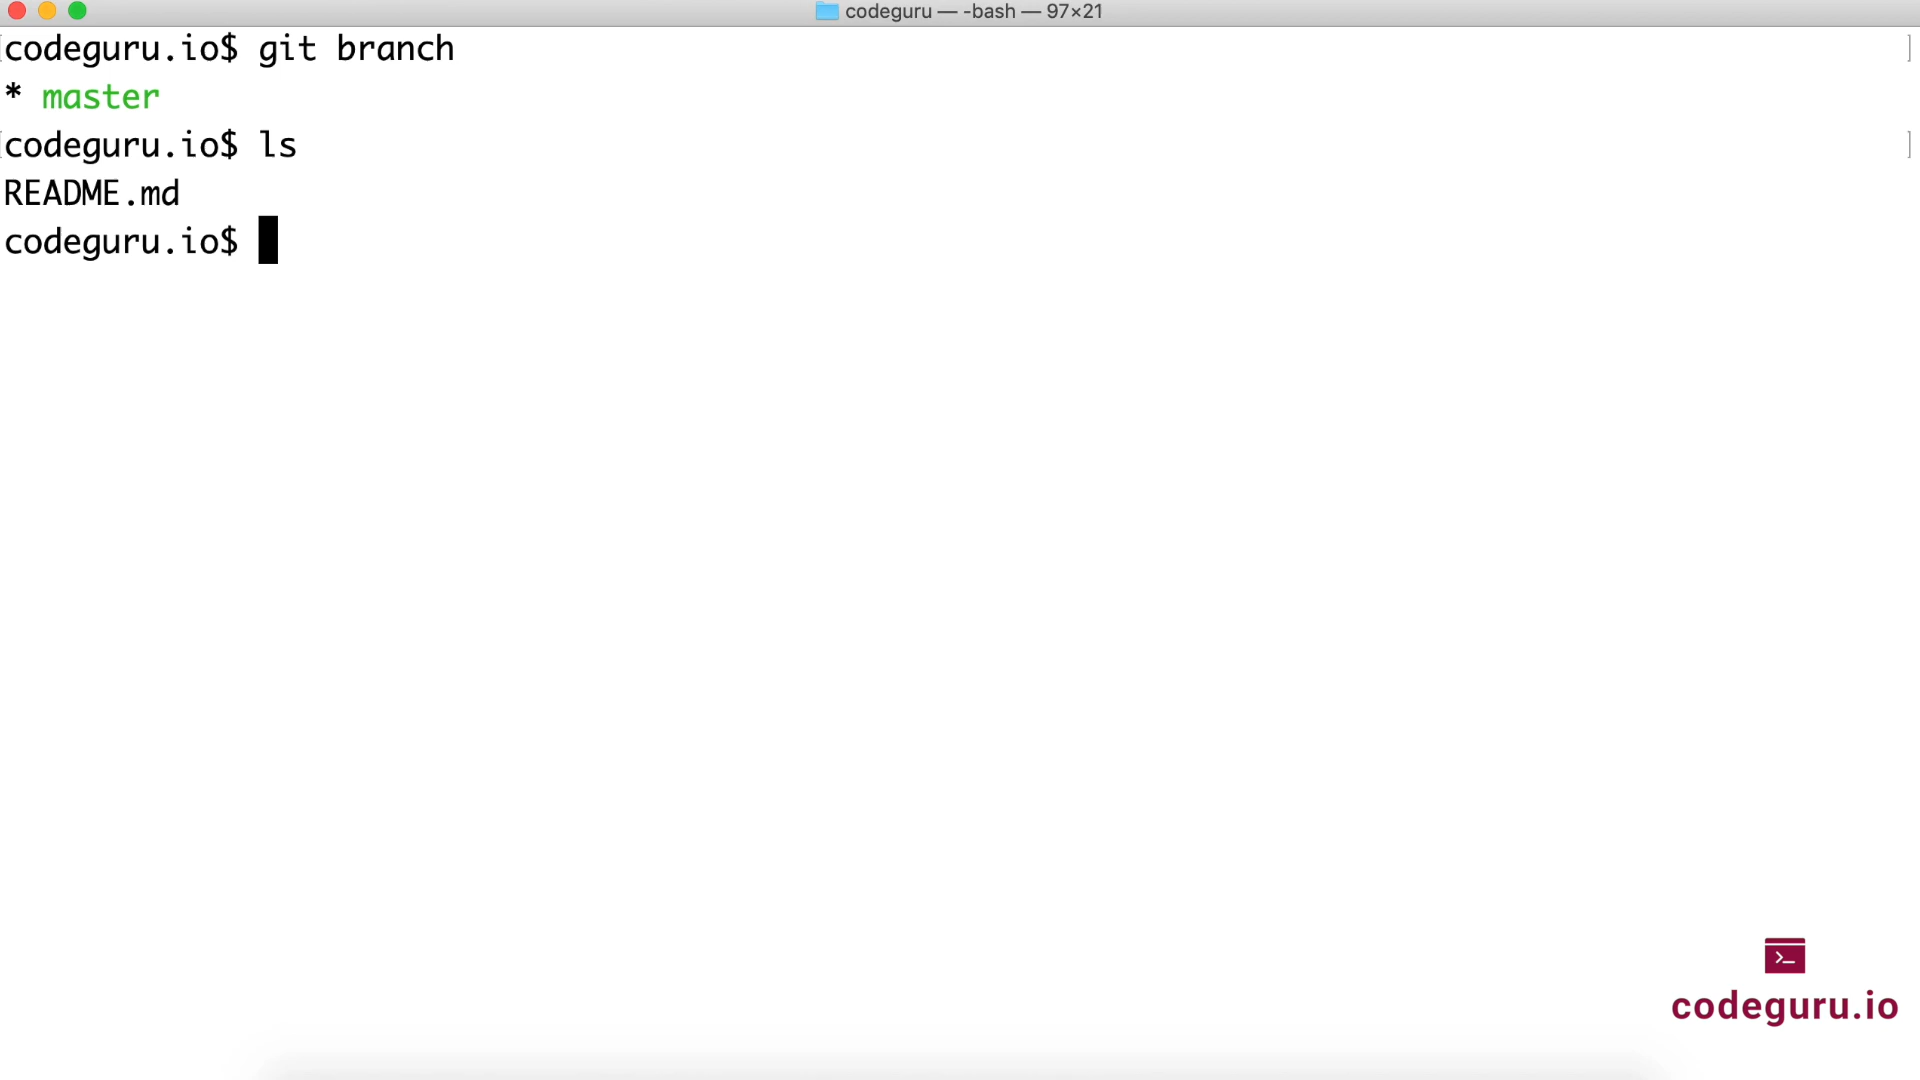 codeguru — -bash — 97×21
codeguru.io$ git branch
* master
codeguru.io$ ls
README.md
codeguru.io$
>_
codeguru.io